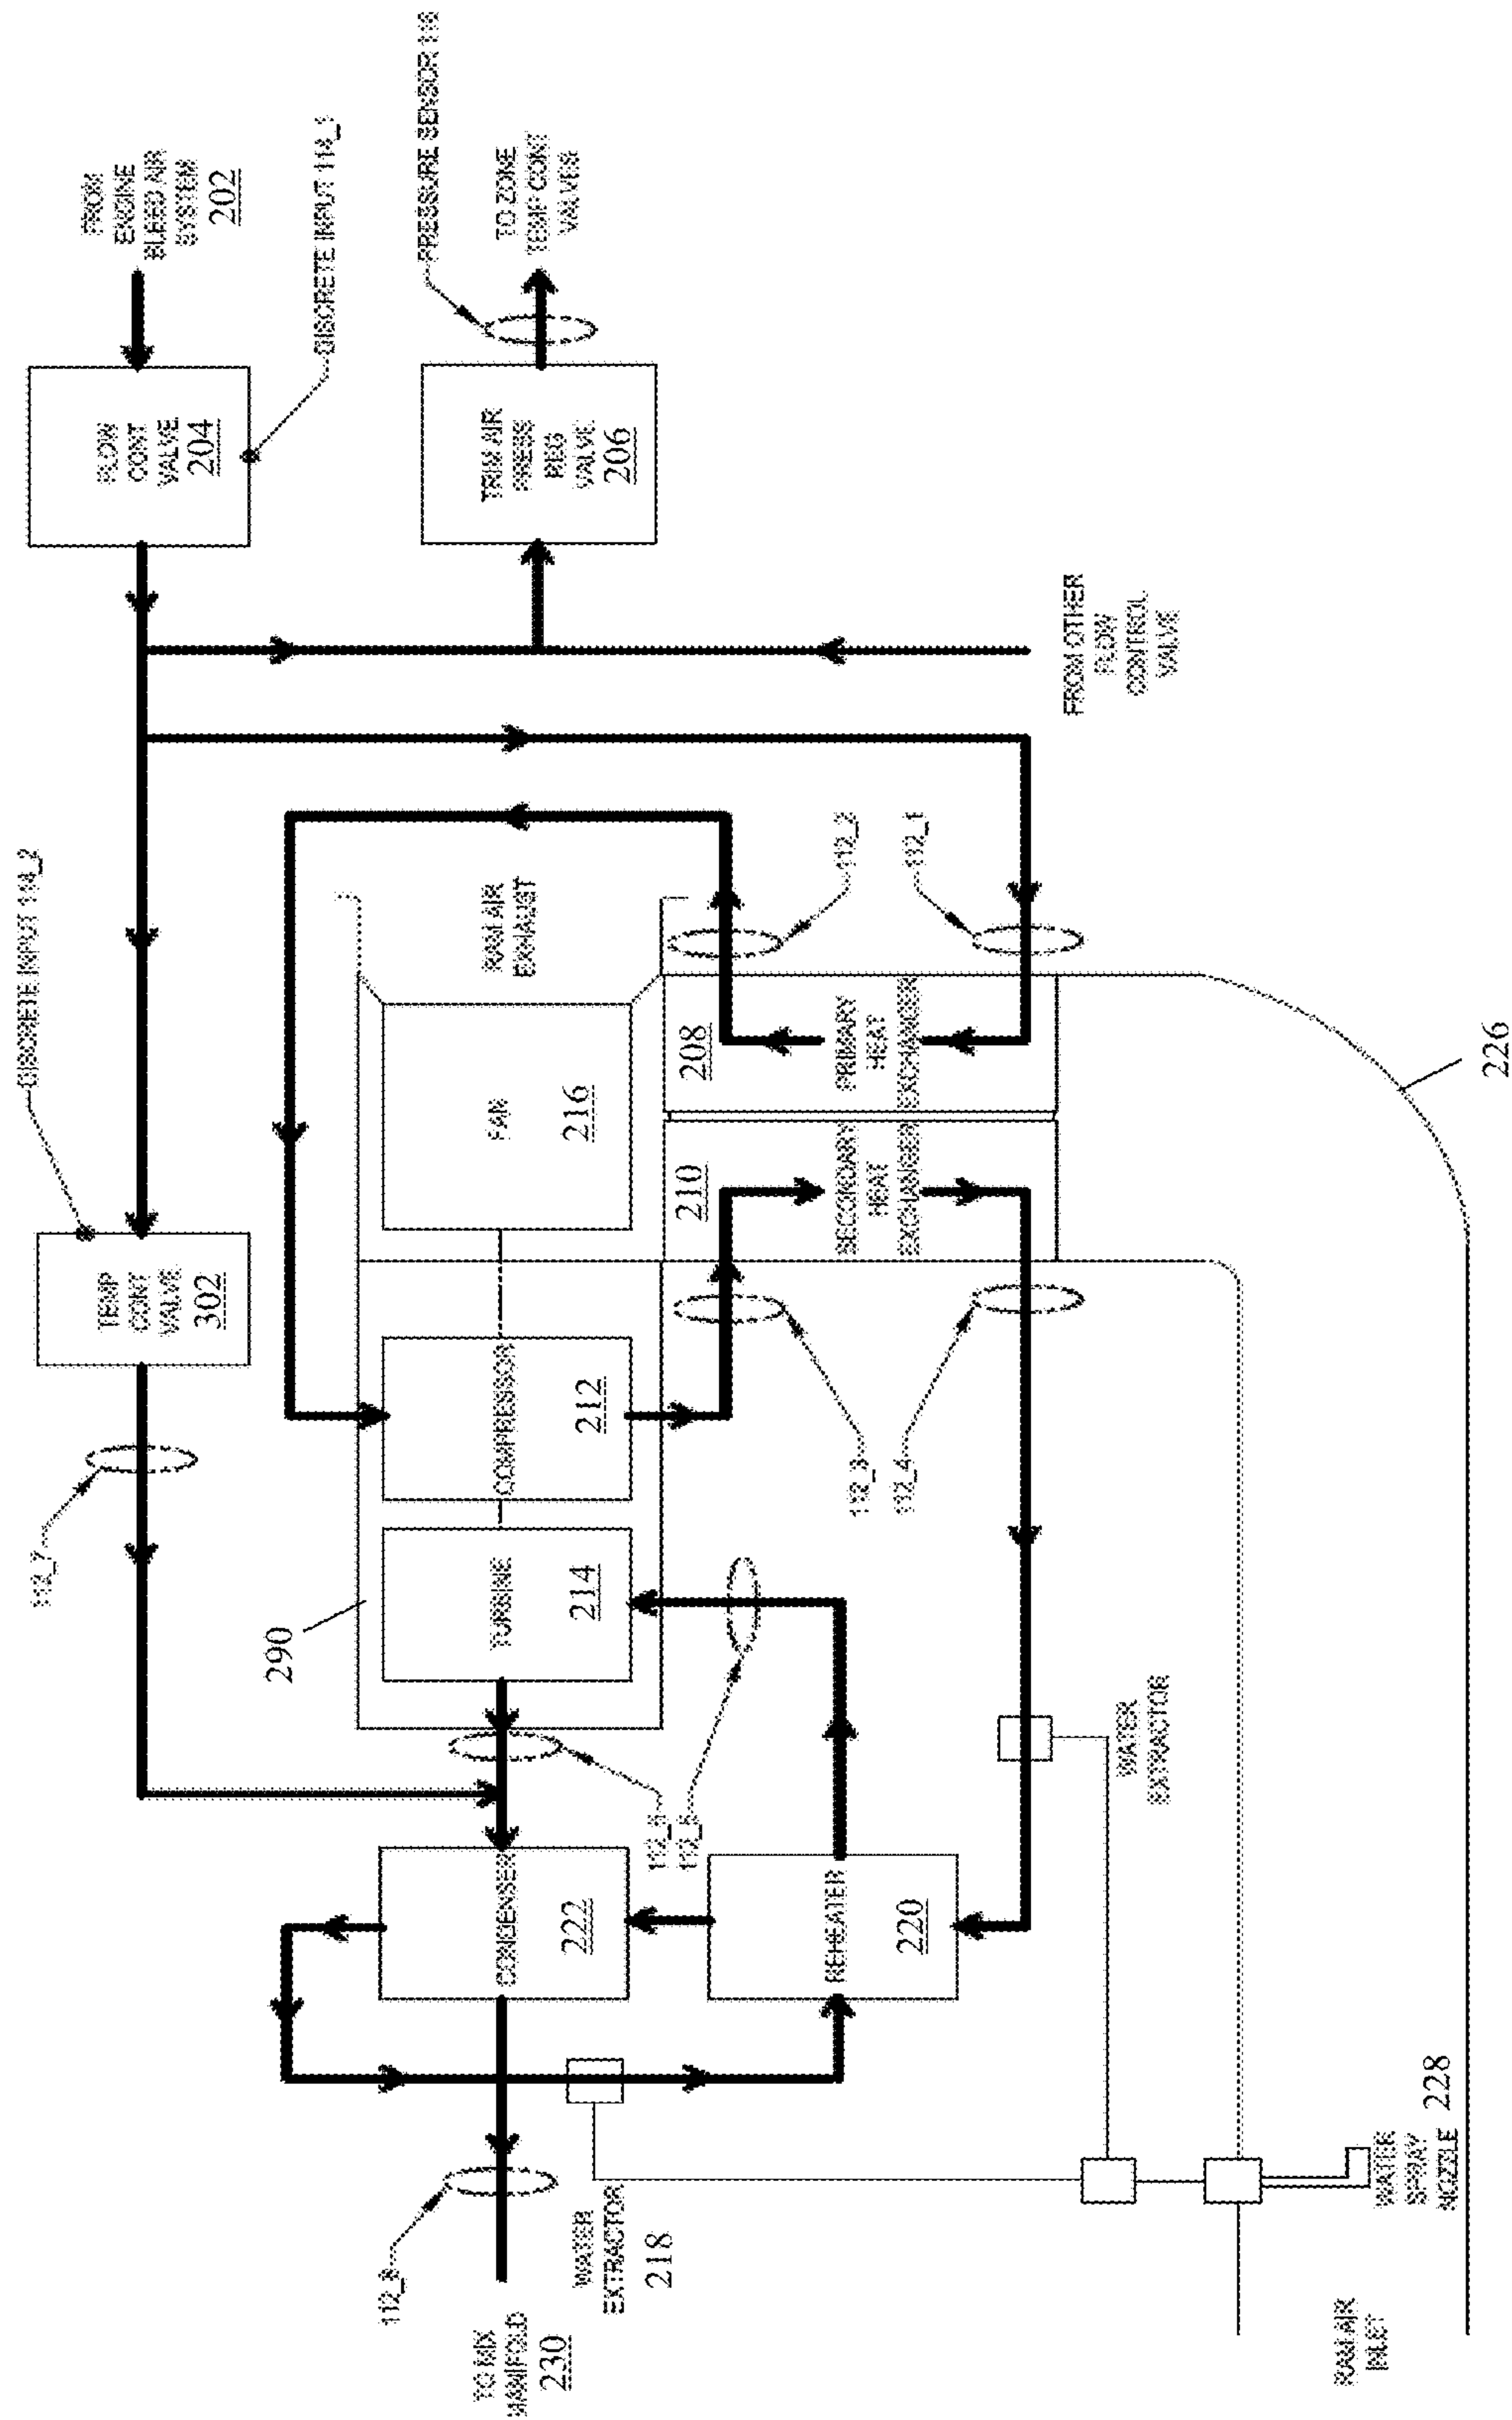 FROM
ENGINE
BLEED AIR
SYSTEM
202
DISCRETE INPUT 114_1
FLOW
CONT
VALVE
204
PRESSURE SENSOR 116
TO ZONE
TEMP CONT
VALVES
TRIM AIR
PRESS
REG
VALVE
206
FROM OTHER
FLOW
CONTROL
VALVE
DISCRETE INPUT 114_2
TEMP
CONT
VALVE
302
RAM AIR
EXHAUST
112_2
112_1
FAN
216
208
PRIMARY
HEAT
EXCHANGER
210
SECONDARY
HEAT
EXCHANGER
226
112_7
COMPRESSOR
212
112_3
112_4
290
TURBINE
214
112_5
WATER
EXTRACTOR
CONDENSER
222
REHEATER
220
112_8
WATER
EXTRACTOR
218
TO MIX
MANIFOLD
230
WATER
SPRAY
NOZZLE
228
RAM AIR
INLET